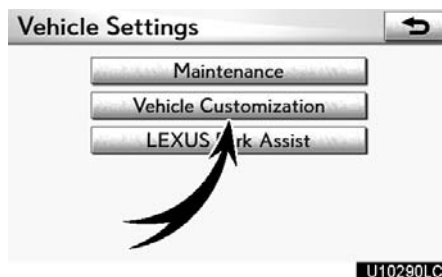 Vehicle Settings
Maintenance
Vehicle Customization
LEXUS Assist
U10290LC